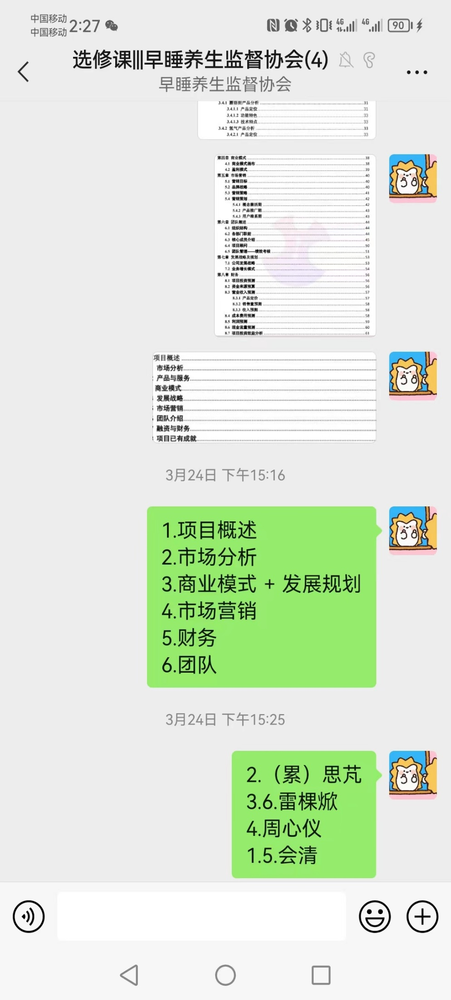 中国移动
中国移动 2:27
4G 4G 90
选修课|||早睡养生监督协会(4)
早睡养生监督协会
3.4.1 蘑菇街产品分析 31
3.4.1.1 产品定位 31
3.4.1.2 功能特色 33
3.4.1.3 技术特点 33
3.4.2 氢气产品分析 33
3.4.2.1 产品定位 33
第四章 商业模式 38
4.1 商业模式画布 38
4.2 盈利模式 39
第五章 市场营销 40
5.1 营销目标 40
5.2 品牌战略 40
5.3 营销策略 41
5.4 营销策划 42
5.4.1 概念激活期 42
5.4.2 产品推广期 43
5.4.3 用户维系期 43
第六章 团队概述 44
6.1 组织结构 44
6.2 各部门职能 44
6.3 核心成员介绍 45
6.4 项目顾问 50
6.5 团队管理——绩效考核 51
第七章 发展战略及规划 53
7.1 公司发展战略 53
7.2 业务增长模式 54
第八章 财务 56
8.1 项目投资预测 56
8.2 资金来源预算 56
8.3 营业收入预测 57
8.3.1 产品定价 57
8.3.2 销售量预测 58
8.3.3 收入预测 58
8.4 成本费用预测 58
8.5 利润预测 59
8.6 现金流量预测 60
8.7 项目投资效益分析 61
项目概述
市场分析
产品与服务
商业模式
发展战略
市场营销
团队介绍
融资与财务
项目已有成就
3月24日 下午15:16
1.项目概述
2.市场分析
3.商业模式 + 发展规划
4.市场营销
5.财务
6.团队
3月24日 下午15:25
2.（累）思芃
3.6.雷棵焮
4.周心仪
1.5.会清